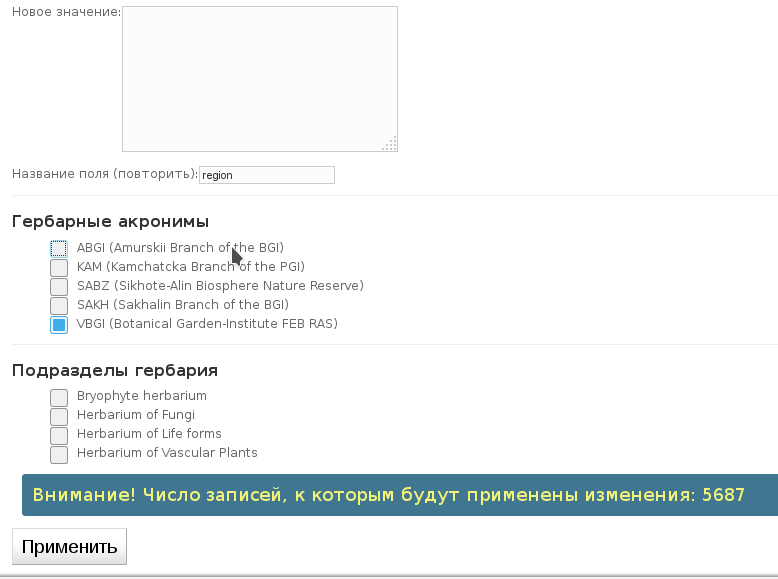 Новое значение:
Название поля (повторить): region
Гербарные акронимы
ABGI (Amurskii Branch of the BGI)
KAM (Kamchatcka Branch of the PGI)
SABZ (Sikhote-Alin Biosphere Nature Reserve)
SAKH (Sakhalin Branch of the BGI)
VBGI (Botanical Garden-Institute FEB RAS)
Подразделы гербария
Bryophyte herbarium
Herbarium of Fungi
Herbarium of Life forms
Herbarium of Vascular Plants
Внимание! Число записей, к которым будут применены изменения: 5687
Применить